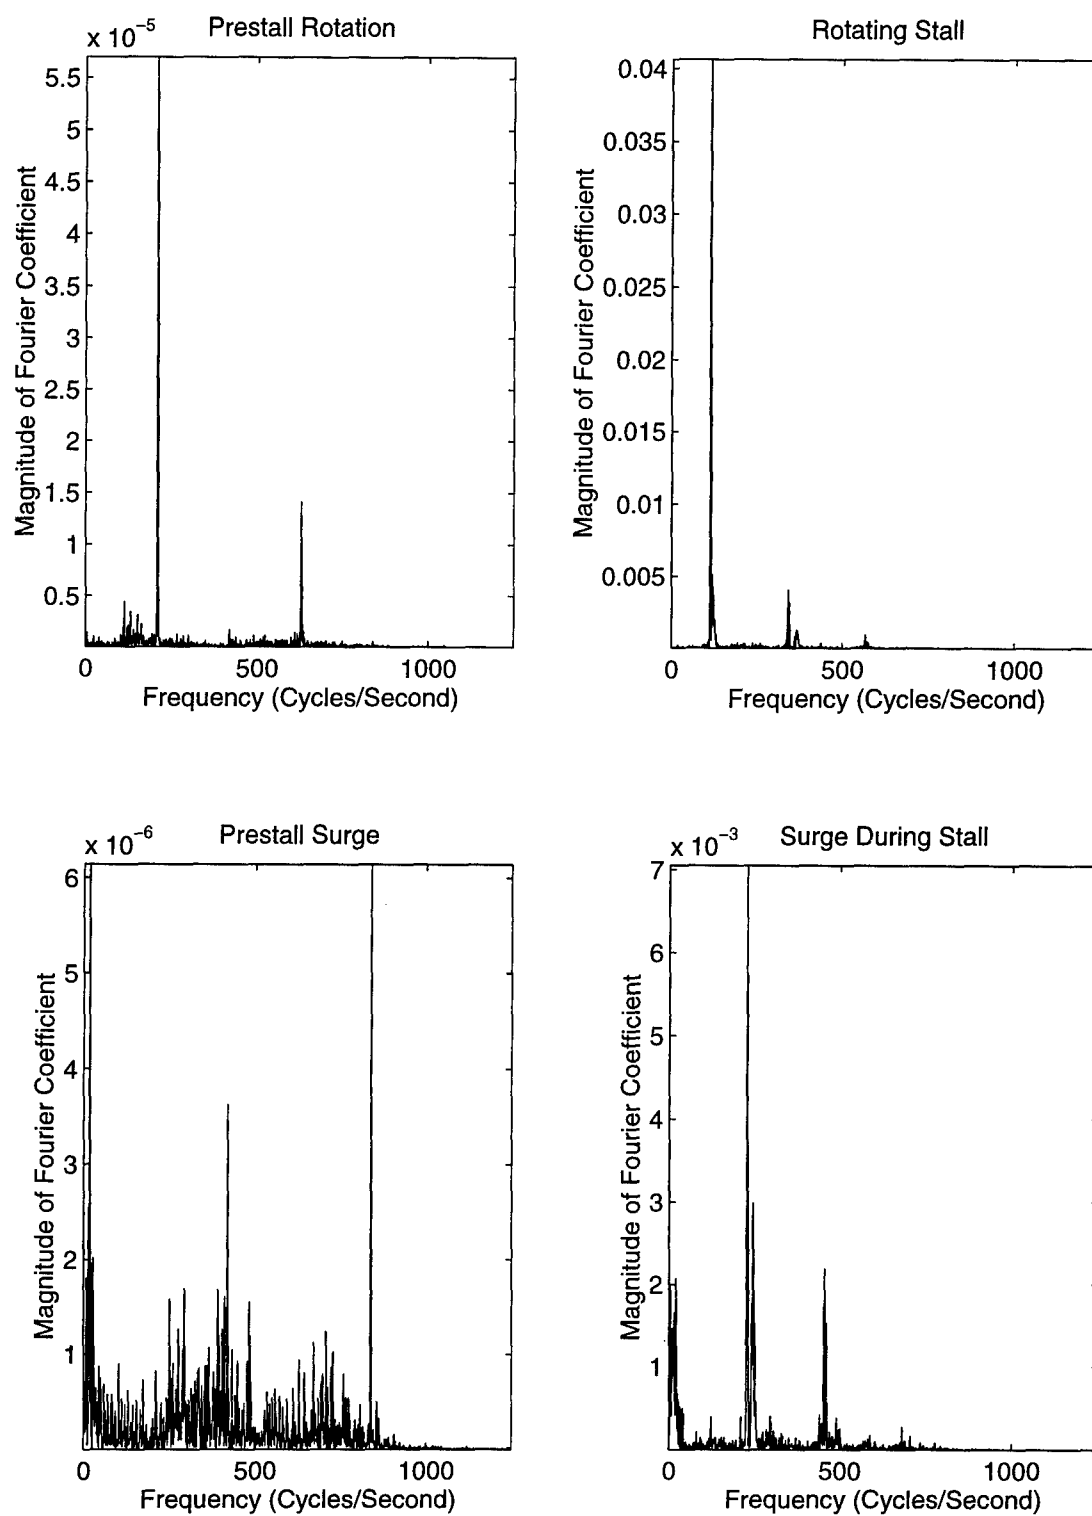 Prestall Rotation
x 10⁻⁵
5.5
5
4.5
4
3.5
3
2.5
2
1.5
1
0.5
Magnitude of Fourier Coefficient
0 500 1000
Frequency (Cycles/Second)
Rotating Stall
0.04
0.035
0.03
0.025
0.02
0.015
0.01
0.005
Magnitude of Fourier Coefficient
0 500 1000
Frequency (Cycles/Second)
Prestall Surge
x 10⁻⁶
6
5
4
3
2
1
Magnitude of Fourier Coefficient
0 500 1000
Frequency (Cycles/Second)
Surge During Stall
x 10⁻³
7
6
5
4
3
2
1
Magnitude of Fourier Coefficient
0 500 1000
Frequency (Cycles/Second)